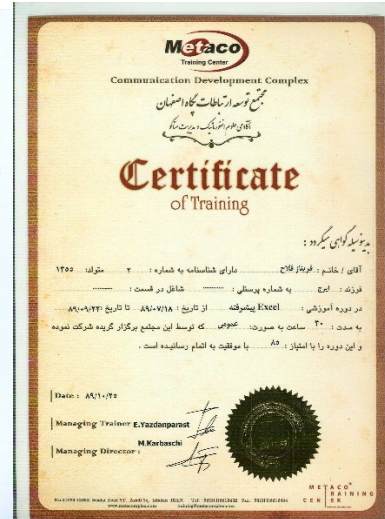 Metaco
Training Center
Communication Development Complex
مجتمع توسعه ارتباطات پگاه اصفهان
Certificate
of Training
بدینوسیله گواهی میگردد :
آقای / خانم : فریناز فلاح دارای شناسنامه به شماره : ۲ متولد: ۱۳۵۵
فرزند : ایرج به شماره پرسنلی : -------- شاغل در قسمت : --------
در دوره آموزشی : Excel پیشرفته از تاریخ : ۸۹/۰۷/۱۸ تا تاریخ :۸۹/۰۹/۲۲
به مدت : ۳۰ ساعت به صورت: عمومی که توسط این مجتمع برگزار گریده شرکت نموده
و این دوره را با امتیاز : ۸۵ با موفقیت به اتمام رسانیده است .
Date : ۸۹/۱۰/۲۵
Managing Trainer E.Yazdanparast
M.Karbaschi
Managing Director :
METACO
TRAINING
CENTER